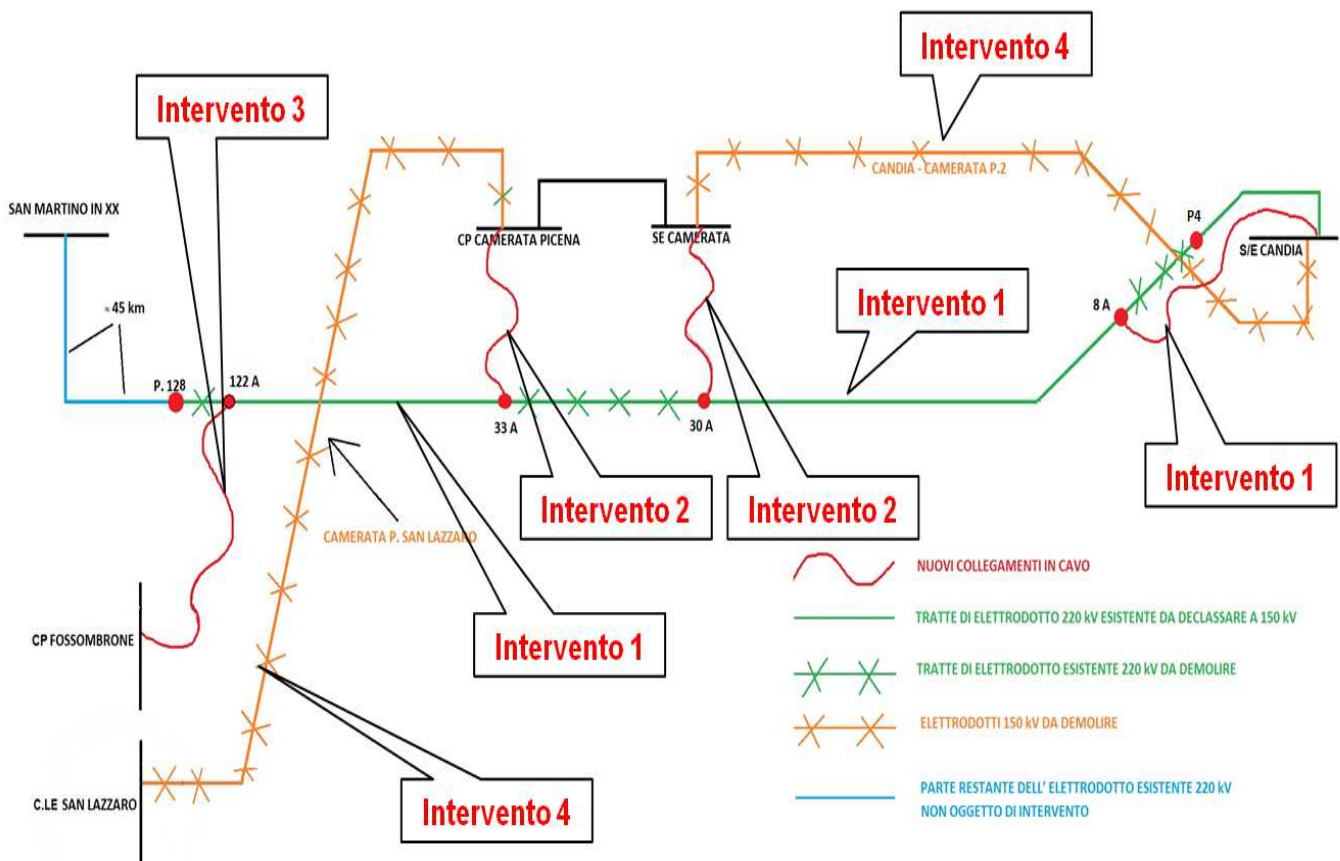 Intervento 4
Intervento 3
CANDIA - CAMERATA P.2
SAN MARTINO IN XX
CP CAMERATA PICENA
SE CAMERATA
P4
S/E CANDIA
≈45 km
Intervento 1
8 A
P. 128
122 A
33 A
30 A
Intervento 2
Intervento 2
Intervento 1
CAMERATA P. SAN LAZZARO
NUOVI COLLEGAMENTI IN CAVO
TRATTE DI ELETTRODOTTO 220 kV ESISTENTE DA DECLASSARE A 150 kV
CP FOSSOMBRONE
Intervento 1
TRATTE DI ELETTRODOTTO ESISTENTE 220 kV DA DEMOLIRE
ELETTRODOTTI 150 kV DA DEMOLIRE
C.LE SAN LAZZARO
Intervento 4
PARTE RESTANTE DELL' ELETTRODOTTO ESISTENTE 220 kV
NON OGGETTO DI INTERVENTO